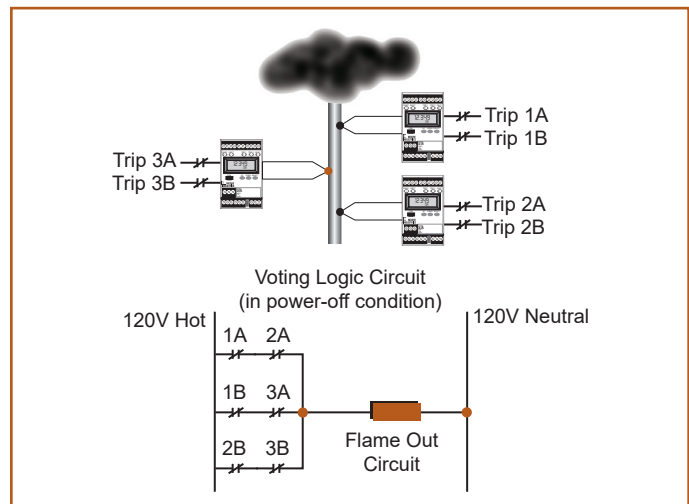 Trip 1A
Trip 1B
Trip 3A
Trip 3B
Trip 2A
Trip 2B
Voting Logic Circuit
(in power-off condition)
120V Hot
120V Neutral
1A 2A
1B 3A
2B 3B
Flame Out
Circuit